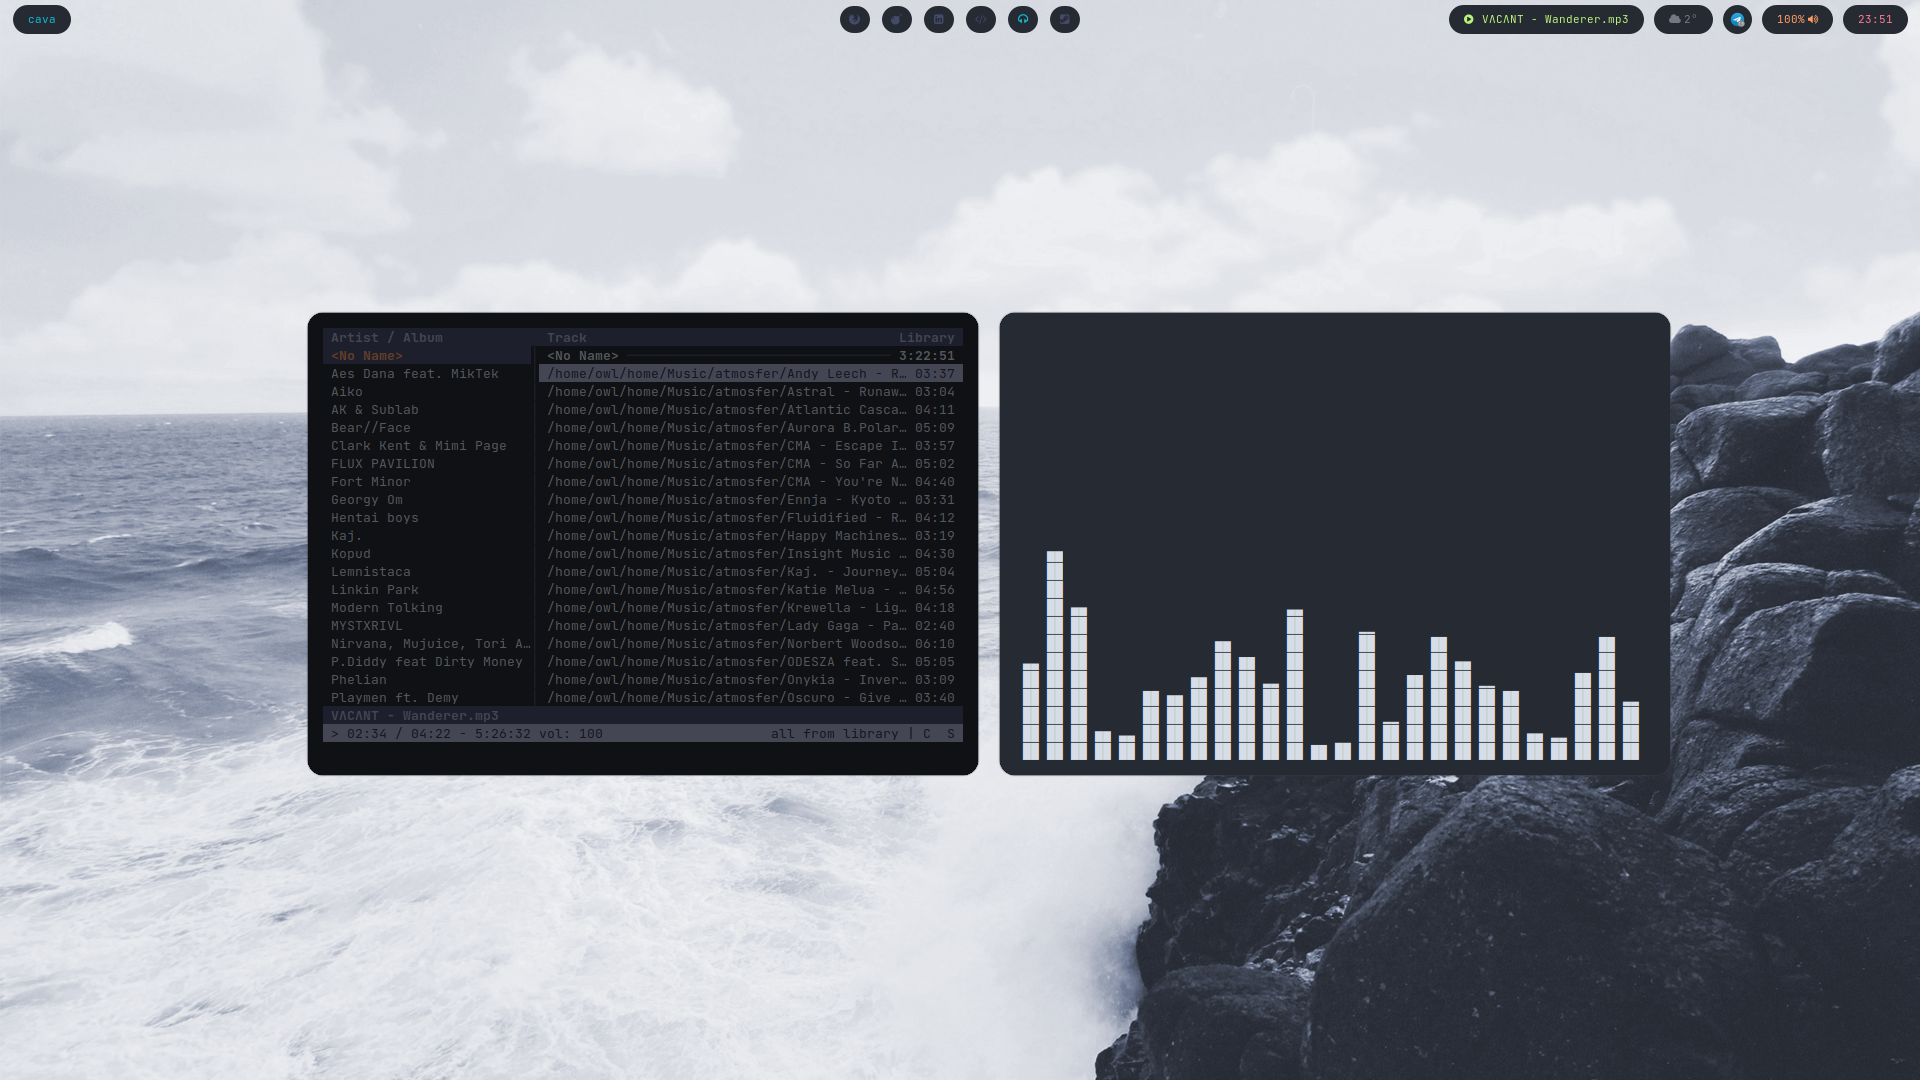 cava
VΛCΛNT - Wanderer.mp3
2°
100%
23:51
Artist / Album Track Library
<No Name> <No Name> 3:22:51
Aes Dana feat. MikTek /home/owl/home/Music/atmosfer/Andy Leech - R… 03:37
Aiko /home/owl/home/Music/atmosfer/Astral - Runaw… 03:04
AK & Sublab /home/owl/home/Music/atmosfer/Atlantic Casca… 04:11
Bear//Face /home/owl/home/Music/atmosfer/Aurora B.Polar… 05:09
Clark Kent & Mimi Page /home/owl/home/Music/atmosfer/CMA - Escape I… 03:57
FLUX PAVILION /home/owl/home/Music/atmosfer/CMA - So Far A… 05:02
Fort Minor /home/owl/home/Music/atmosfer/CMA - You're N… 04:40
Georgy Om /home/owl/home/Music/atmosfer/Ennja - Kyoto … 03:31
Hentai boys /home/owl/home/Music/atmosfer/Fluidified - R… 04:12
Kaj. /home/owl/home/Music/atmosfer/Happy Machines… 03:19
Kopud /home/owl/home/Music/atmosfer/Insight Music … 04:30
Lemnistaca /home/owl/home/Music/atmosfer/Kaj. - Journey… 05:04
Linkin Park /home/owl/home/Music/atmosfer/Katie Melua - … 04:56
Modern Tolking /home/owl/home/Music/atmosfer/Krewella - Lig… 04:18
MYSTXRIVL /home/owl/home/Music/atmosfer/Lady Gaga - Pa… 02:40
Nirvana, Mujuice, Tori A… /home/owl/home/Music/atmosfer/Norbert Woodso… 06:10
P.Diddy feat Dirty Money /home/owl/home/Music/atmosfer/ODESZA feat. S… 05:05
Phelian /home/owl/home/Music/atmosfer/Onykia - Inver… 03:09
Playmen ft. Demy /home/owl/home/Music/atmosfer/Oscuro - Give … 03:40
VΛCΛNT - Wanderer.mp3
> 02:34 / 04:22 - 5:26:32 vol: 100 all from library | C S